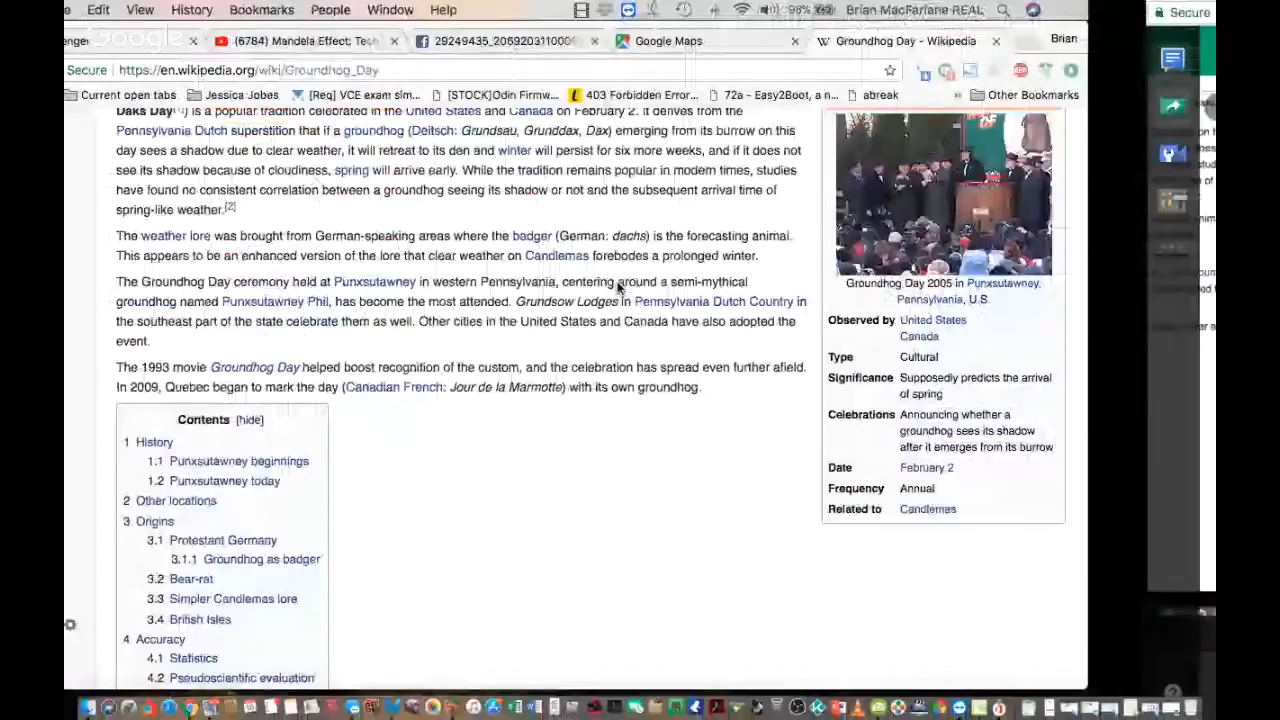 Edit View History Bookmarks People Window Help 98% Brian MacFarlane REAL
Google
enger (6784) Mandela Effect; Tech 29249435_2092920311000 Google Maps Groundhog Day - Wikipedia Brian
Secure https://en.wikipedia.org/wiki/Groundhog_Day
Current open tabs Jessica Jobes [Req] VCE exam sim... [STOCK]Odin Firmw... 403 Forbidden Error... 72a - Easy2Boot, a n... abreak » Other Bookmarks
Daks Day is a popular tradition celebrated in the United States and Canada on February 2. It derives from the
Pennsylvania Dutch superstition that if a groundhog (Deitsch: Grundsau, Grunddax, Dax) emerging from its burrow on this
day sees a shadow due to clear weather, it will retreat to its den and winter will persist for six more weeks, and if it does not
see its shadow because of cloudiness, spring will arrive early. While the tradition remains popular in modern times, studies
have found no consistent correlation between a groundhog seeing its shadow or not and the subsequent arrival time of
spring-like weather.[2]
The weather lore was brought from German-speaking areas where the badger (German: dachs) is the forecasting animal.
This appears to be an enhanced version of the lore that clear weather on Candlemas forebodes a prolonged winter.
The Groundhog Day ceremony held at Punxsutawney in western Pennsylvania, centering around a semi-mythical
groundhog named Punxsutawney Phil, has become the most attended. Grundsow Lodges in Pennsylvania Dutch Country in
the southeast part of the state celebrate them as well. Other cities in the United States and Canada have also adopted the
event.
The 1993 movie Groundhog Day helped boost recognition of the custom, and the celebration has spread even further afield.
In 2009, Quebec began to mark the day (Canadian French: Jour de la Marmotte) with its own groundhog.
Contents [hide]
1 History
1.1 Punxsutawney beginnings
1.2 Punxsutawney today
2 Other locations
3 Origins
3.1 Protestant Germany
3.1.1 Groundhog as badger
3.2 Bear-rat
3.3 Simpler Candlemas lore
3.4 British Isles
4 Accuracy
4.1 Statistics
4.2 Pseudoscientific evaluation
Groundhog Day 2005 in Punxsutawney,
Pennsylvania, U.S.
Observed by United States
Canada
Type Cultural
Significance Supposedly predicts the arrival
of spring
Celebrations Announcing whether a
groundhog sees its shadow
after it emerges from its burrow
Date February 2
Frequency Annual
Related to Candlemas
Secure